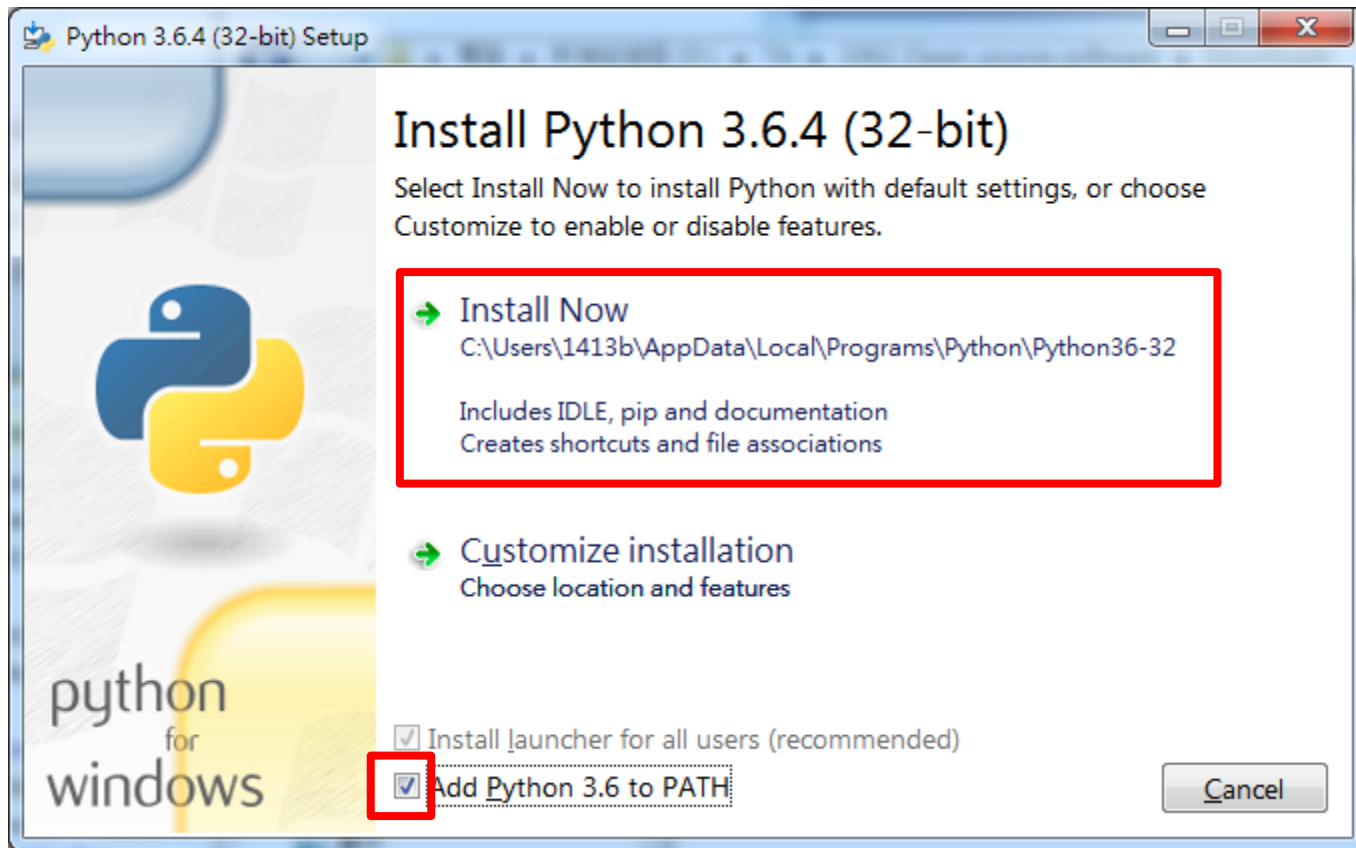 Python 3.6.4 (32-bit) Setup
Install Python 3.6.4 (32-bit)
Select Install Now to install Python with default settings, or choose
Customize to enable or disable features.
Install Now
C:\Users\1413b\AppData\Local\Programs\Python\Python36-32
Includes IDLE, pip and documentation
Creates shortcuts and file associations
Customize installation
Choose location and features
python
for
windows
Install launcher for all users (recommended)
Add Python 3.6 to PATH
Cancel